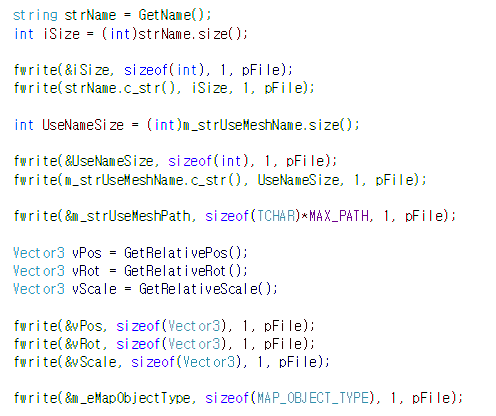 string strName = GetName();
int iSize = (int)strName.size();
fwrite(&iSize, sizeof(int), 1, pFile);
fwrite(strName.c_str(), iSize, 1, pFile);
int UseNameSize = (int)m_strUseMeshName.size();
fwrite(&UseNameSize, sizeof(int), 1, pFile);
fwrite(m_strUseMeshName.c_str(), UseNameSize, 1, pFile);
fwrite(&m_strUseMeshPath, sizeof(TCHAR)*MAX_PATH, 1, pFile);
Vector3 vPos = GetRelativePos();
Vector3 vRot = GetRelativeRot();
Vector3 vScale = GetRelativeScale();
fwrite(&vPos, sizeof(Vector3), 1, pFile);
fwrite(&vRot, sizeof(Vector3), 1, pFile);
fwrite(&vScale, sizeof(Vector3), 1, pFile);
fwrite(&m_eMapObjectType, sizeof(MAP_OBJECT_TYPE), 1, pFile);